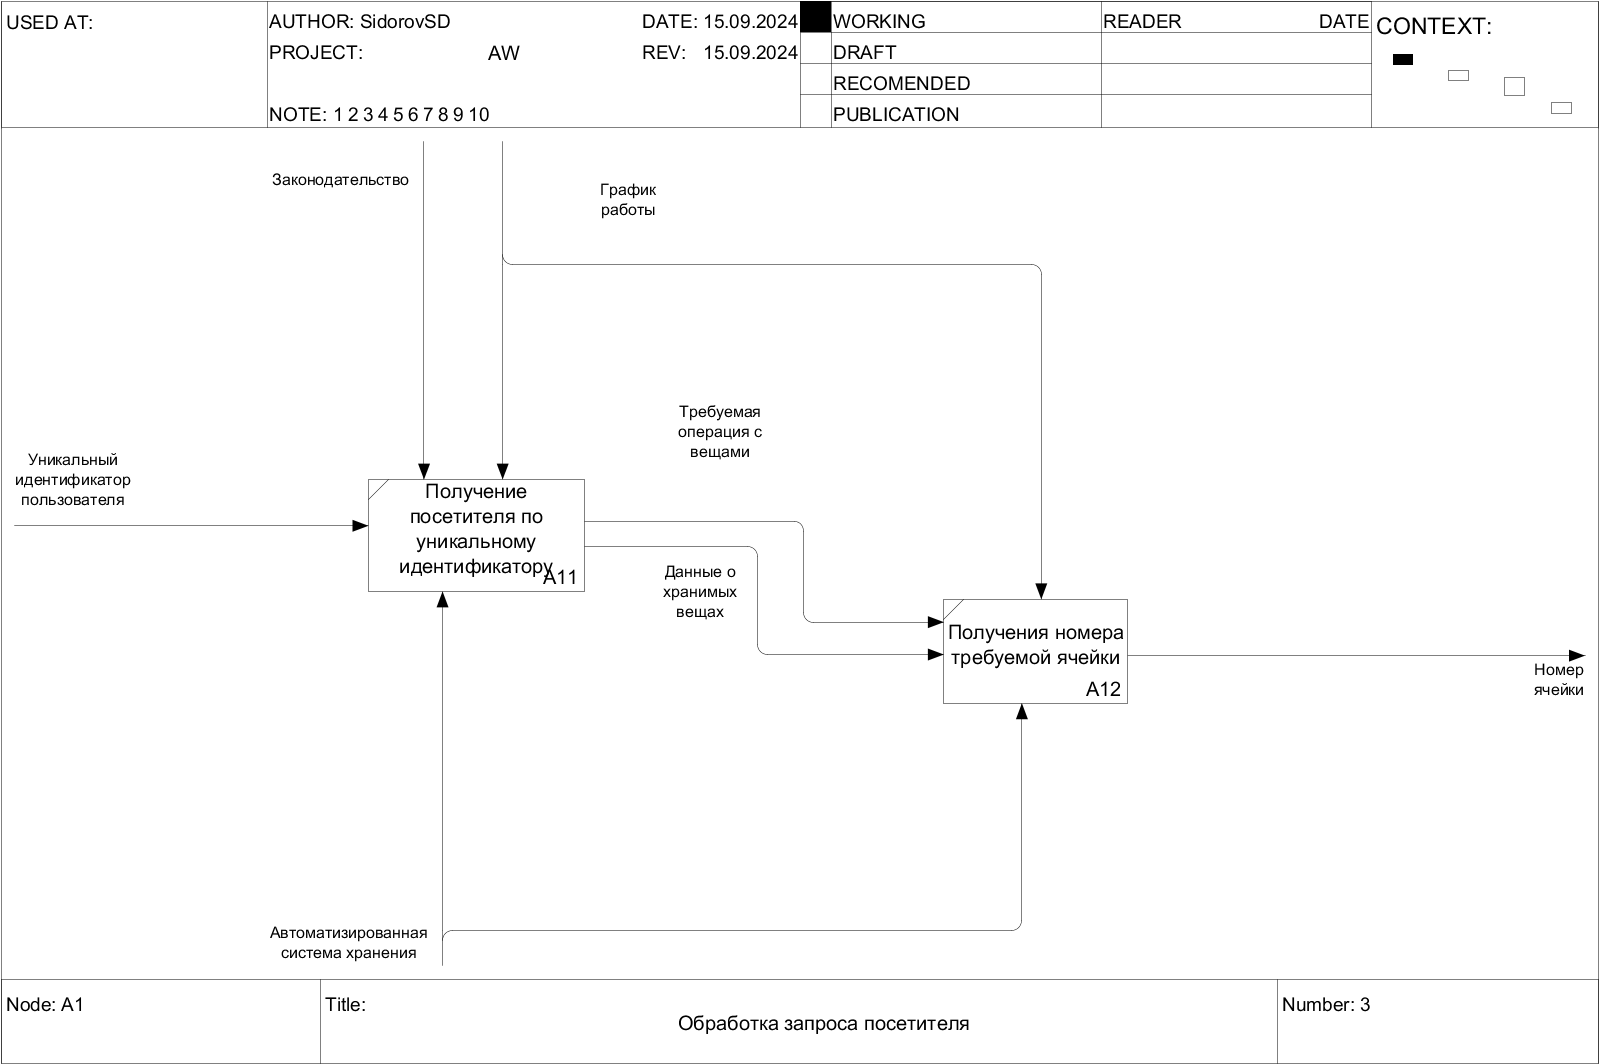 USED AT:
AUTHOR: SidorovSD
DATE: 15.09.2024
WORKING
READER
DATE
CONTEXT:
PROJECT:
AW
REV: 15.09.2024
DRAFT
RECOMENDED
NOTE: 1 2 3 4 5 6 7 8 9 10
PUBLICATION
Законодательство
График
работы
Требуемая
операция с
вещами
Уникальный
идентификатор
пользователя
Получение
посетителя по
уникальному
идентификатору
A11
Данные о
хранимых
вещах
Получения номера
требуемой ячейки
A12
Номер
ячейки
Автоматизированная
система хранения
Node: A1
Title:
Обработка запроса посетителя
Number: 3